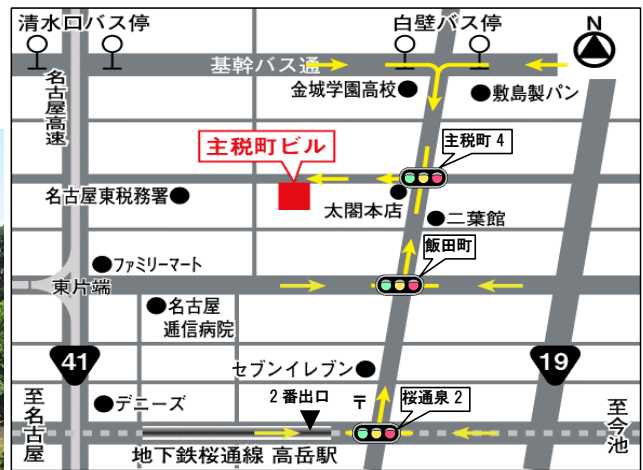 清水口バス停
白壁バス停
N
基幹バス通
名古屋高速
金城学園高校
敷島製パン
主税町ビル
主税町 4
名古屋東税務署
太閤本店
二葉館
飯田町
ファミリーマート
東片端
名古屋
逓信病院
セブンイレブン
41
19
2番出口
〒
桜通泉 2
デニーズ
至名古屋
至今池
地下鉄桜通線 高岳駅